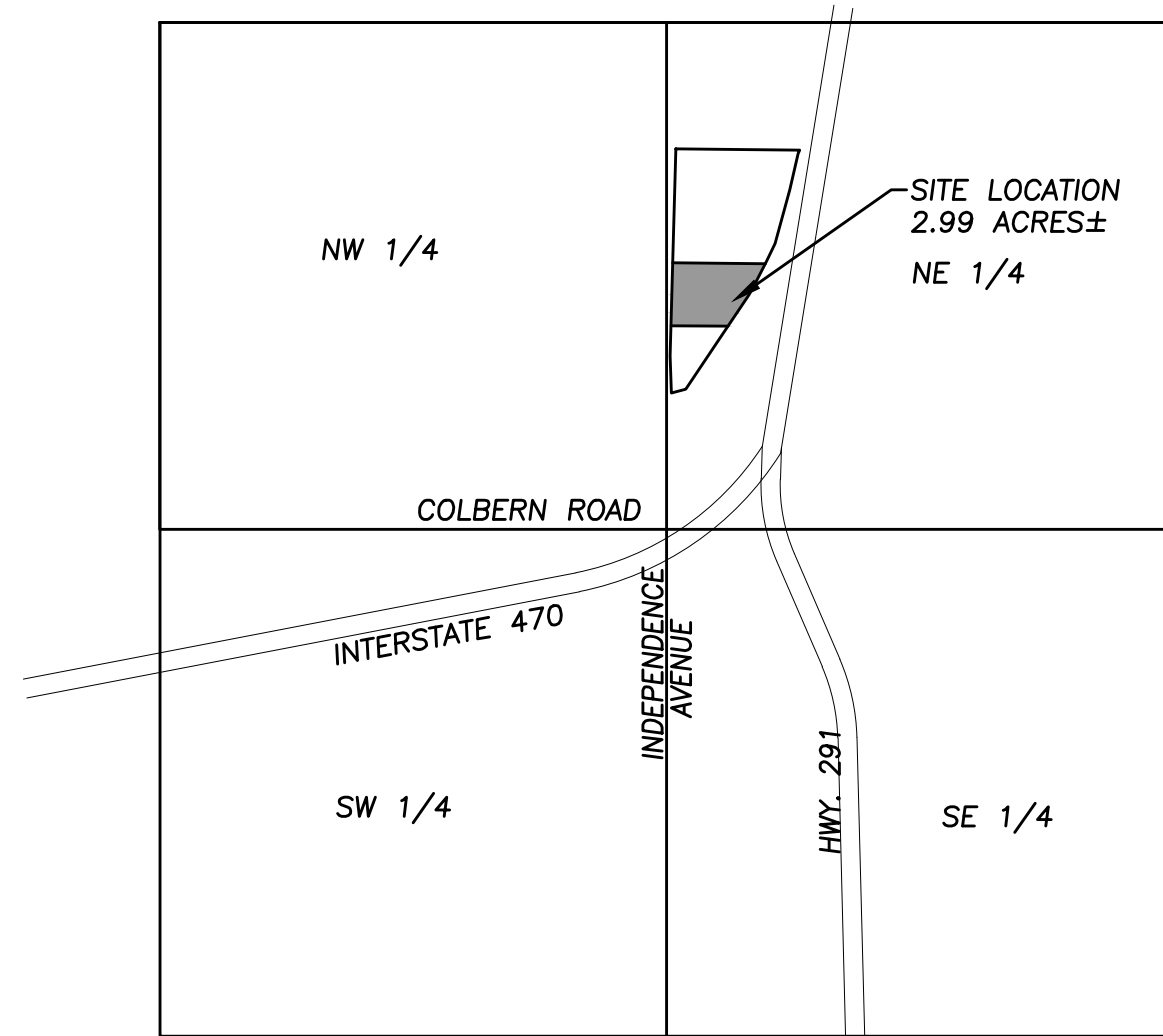 SITE LOCATION
2.99 ACRES±
NW 1/4
NE 1/4
COLBERN ROAD
INTERSTATE 470
INDEPENDENCE
AVENUE
HWY. 291
SW 1/4
SE 1/4